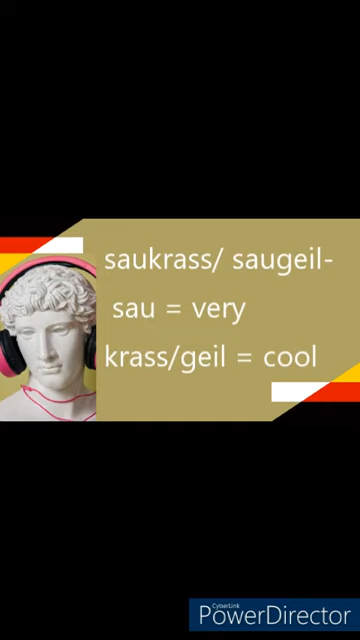 saukrass/ saugeil-
sau = very
krass/geil = cool
CyberLink
PowerDirector